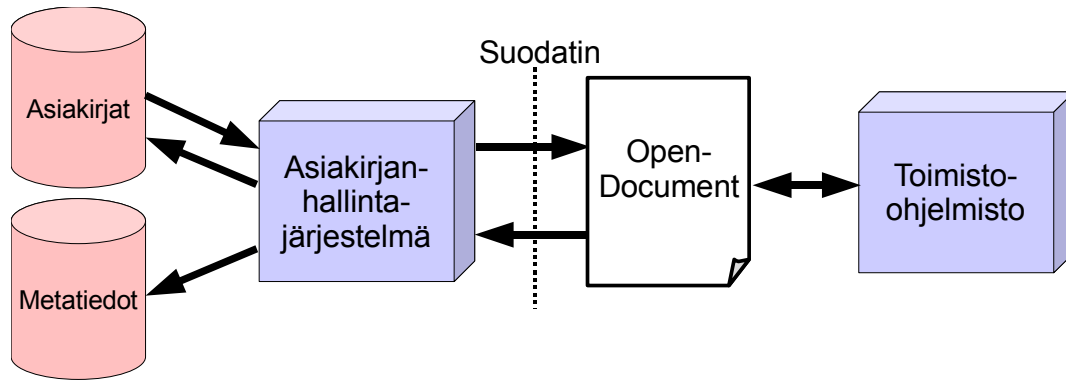 Suodatin
Asiakirjat
Asiakirjan-
hallinta-
järjestelmä
Open-
Document
Toimisto-
ohjelmisto
Metatiedot